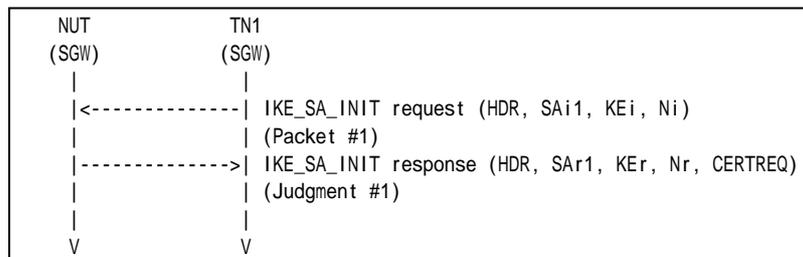 NUT TN1
(SGW) (SGW)
| |
|<--------------| IKE_SA_INIT request (HDR, SAi1, KEi, Ni)
| | (Packet #1)
|-------------->| IKE_SA_INIT response (HDR, SAr1, KEr, Nr, CERTREQ)
| | (Judgment #1)
| |
V V